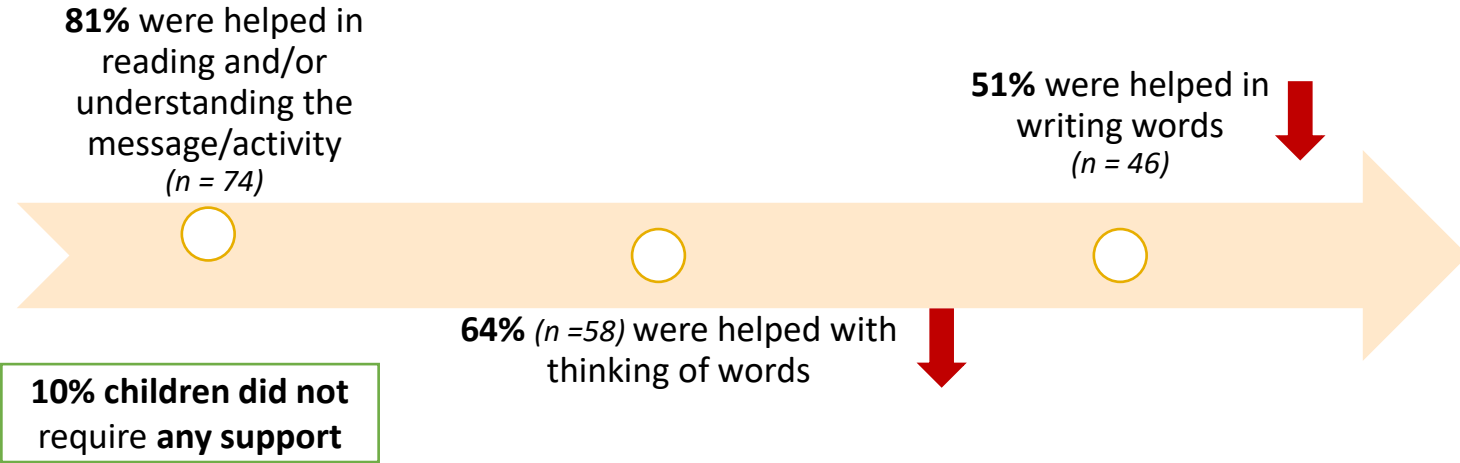 81% were helped in
reading and/or
understanding the
message/activity
(n = 74)
64% (n =58) were helped with
thinking of words
51% were helped in
writing words
(n = 46)
10% children did not
require any support